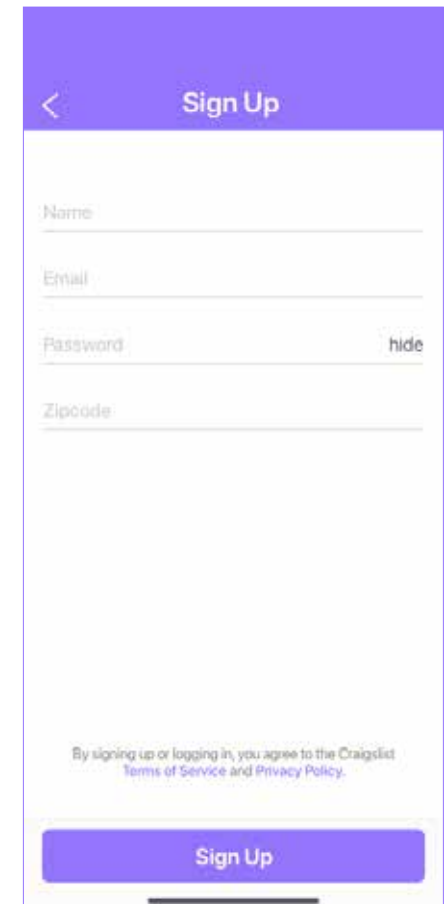 Sign Up
Name
Email
Password hide
Zipcode
By signing up or logging in, you agree to the Craigslist
Terms of Service and Privacy Policy.
Sign Up